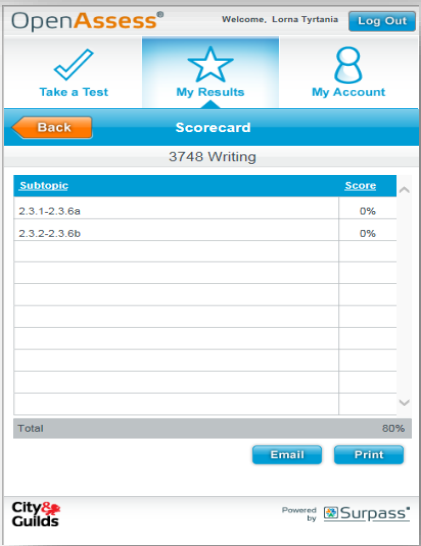 OpenAssess®
Welcome, Lorna Tyrtania
Log Out
Take a Test
My Results
My Account
Back
Scorecard
3748 Writing
Subtopic Score
2.3.1-2.3.6a 0%
2.3.2-2.3.6b 0%
Total 80%
Email
Print
City&
Guilds
Powered
by
Surpass